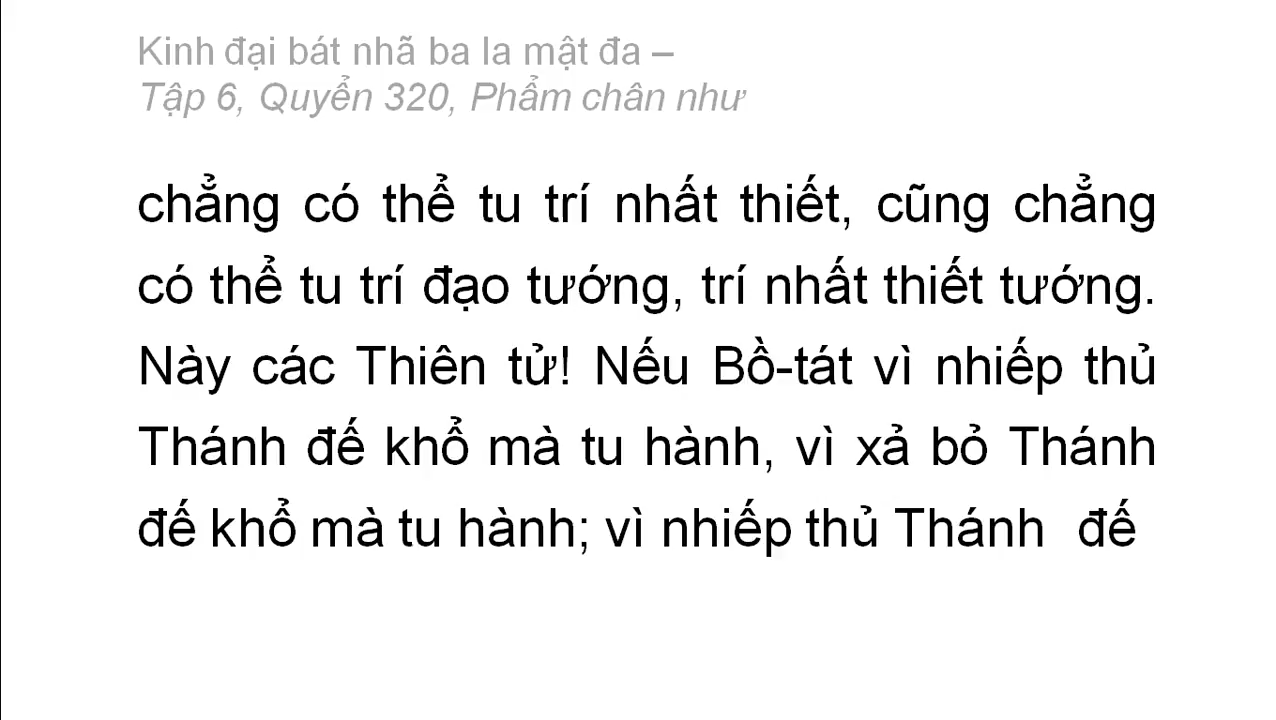 Kinh đại bát nhã ba la mật đa –
Tập 6, Quyển 320, Phẩm chân như
chẳng có thể tu trí nhất thiết, cũng chẳng
có thể tu trí đạo tướng, trí nhất thiết tướng.
Này các Thiên tử! Nếu Bồ-tát vì nhiếp thủ
Thánh đế khổ mà tu hành, vì xả bỏ Thánh
đế khổ mà tu hành; vì nhiếp thủ Thánh đế